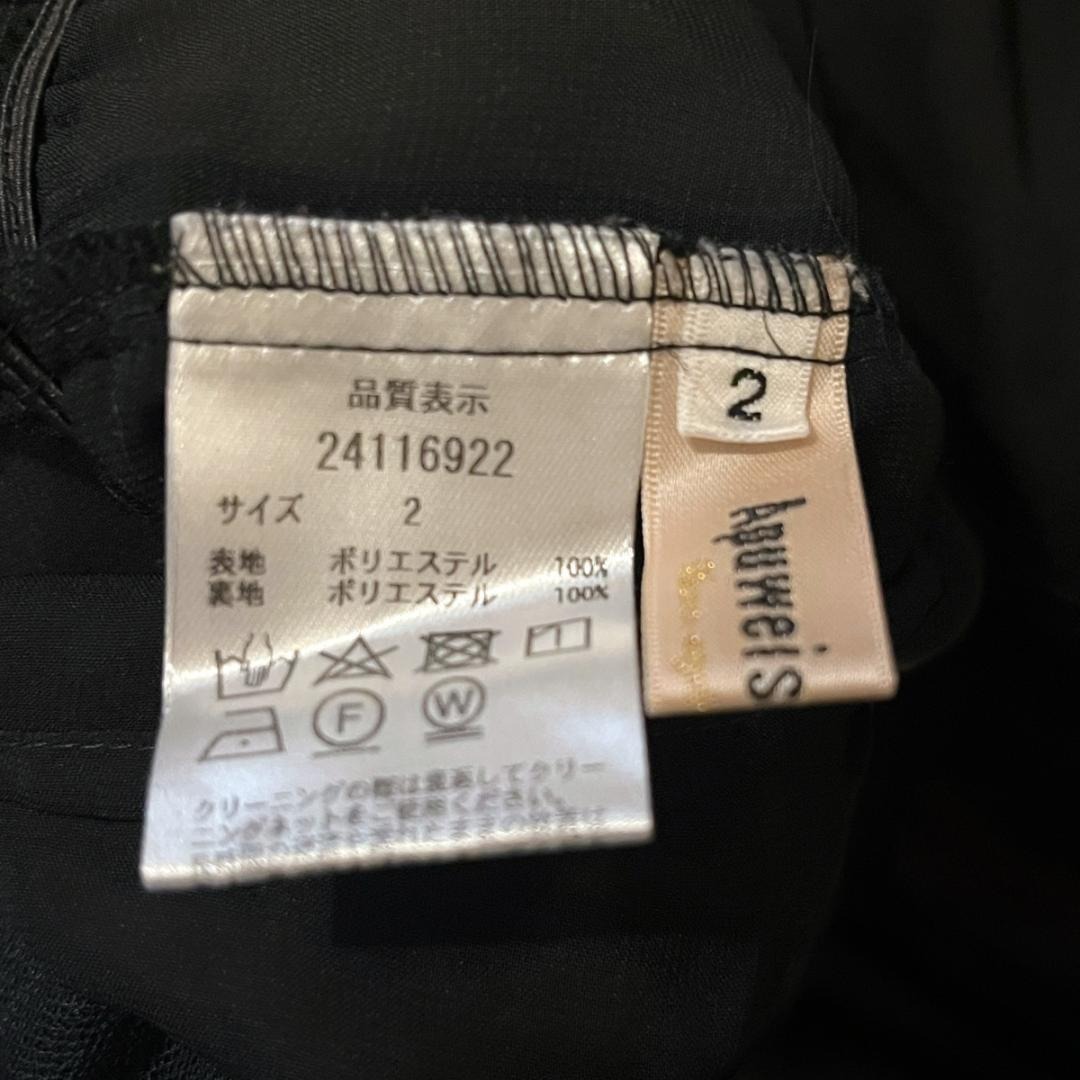 品質表示
24116922
サイズ 2
表地 ポリエステル 100%
裏地 ポリエステル 100%
F W
クリーニングの際は裏返してクリー
ニングネットをご使用ください。
2
Aquweis